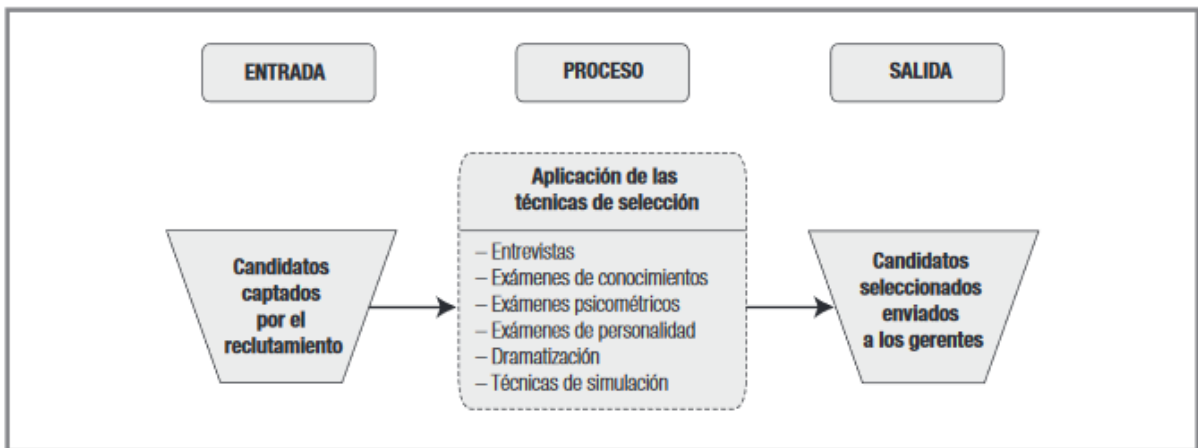 ENTRADA
PROCESO
SALIDA
Candidatos
captados
por el
reclutamiento
Aplicación de las
técnicas de selección
– Entrevistas
– Exámenes de conocimientos
– Exámenes psicométricos
– Exámenes de personalidad
– Dramatización
– Técnicas de simulación
Candidatos
seleccionados
enviados
a los gerentes